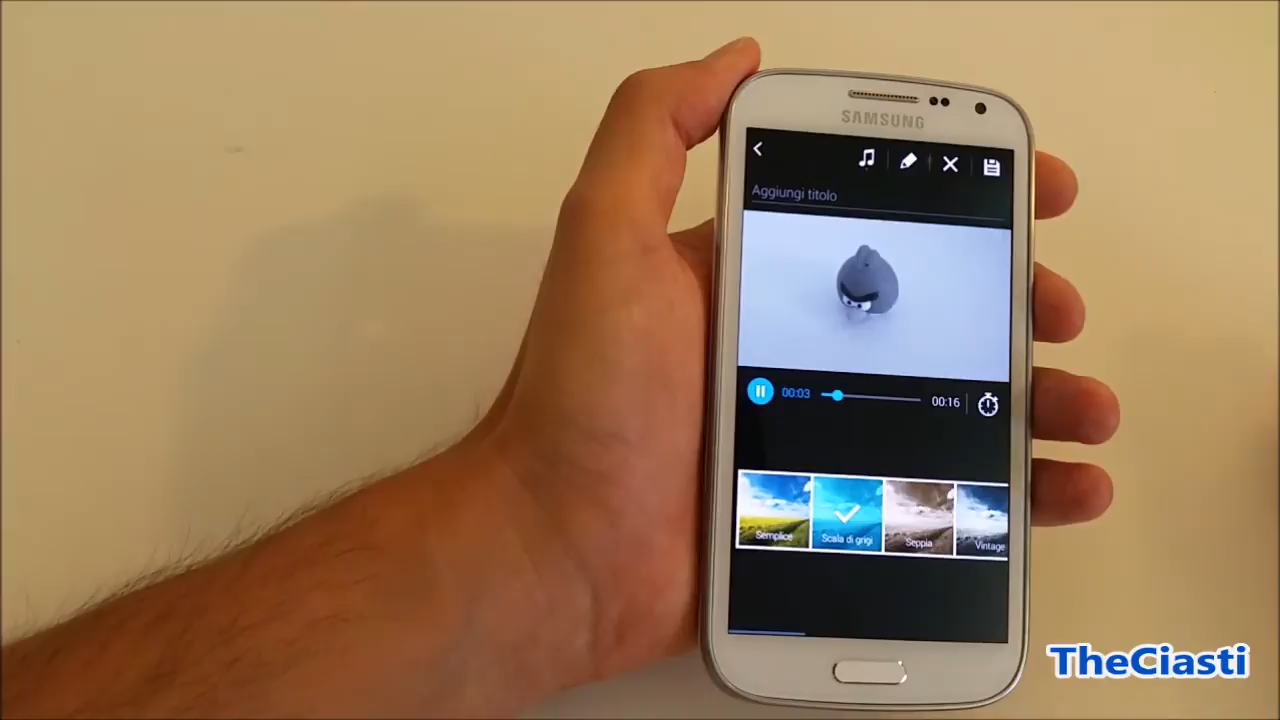 SAMSUNG
Aggiungi titolo
00:03
00:16
Semplice
Scala di grigi
Seppia
Vintage
TheCiasti